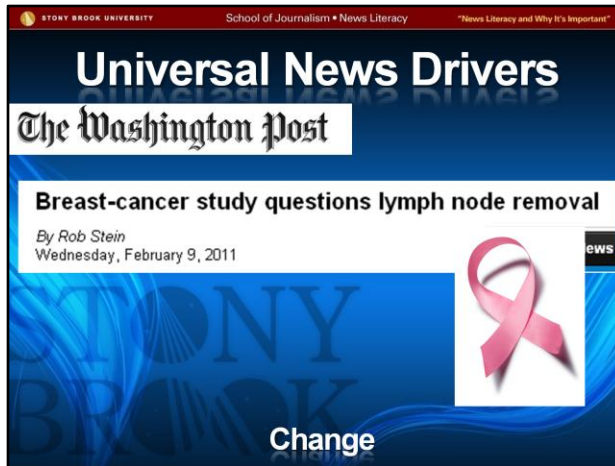 STONY BROOK UNIVERSITY
School of Journalism • News Literacy
"News Literacy and Why It's Important"
Universal News Drivers
The Washington Post
Breast-cancer study questions lymph node removal
By Rob Stein
Wednesday, February 9, 2011
ews
STONY
BROOK
Change